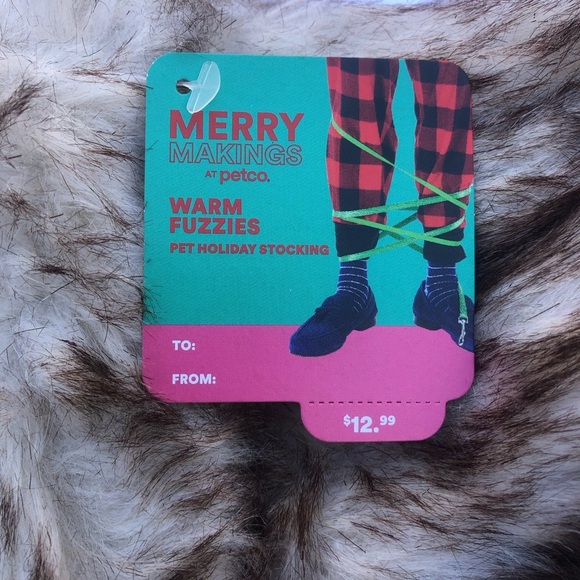 MERRY
MAKINGS
AT petco.
WARM
FUZZIES
PET HOLIDAY STOCKING
TO:
FROM:
$12.99